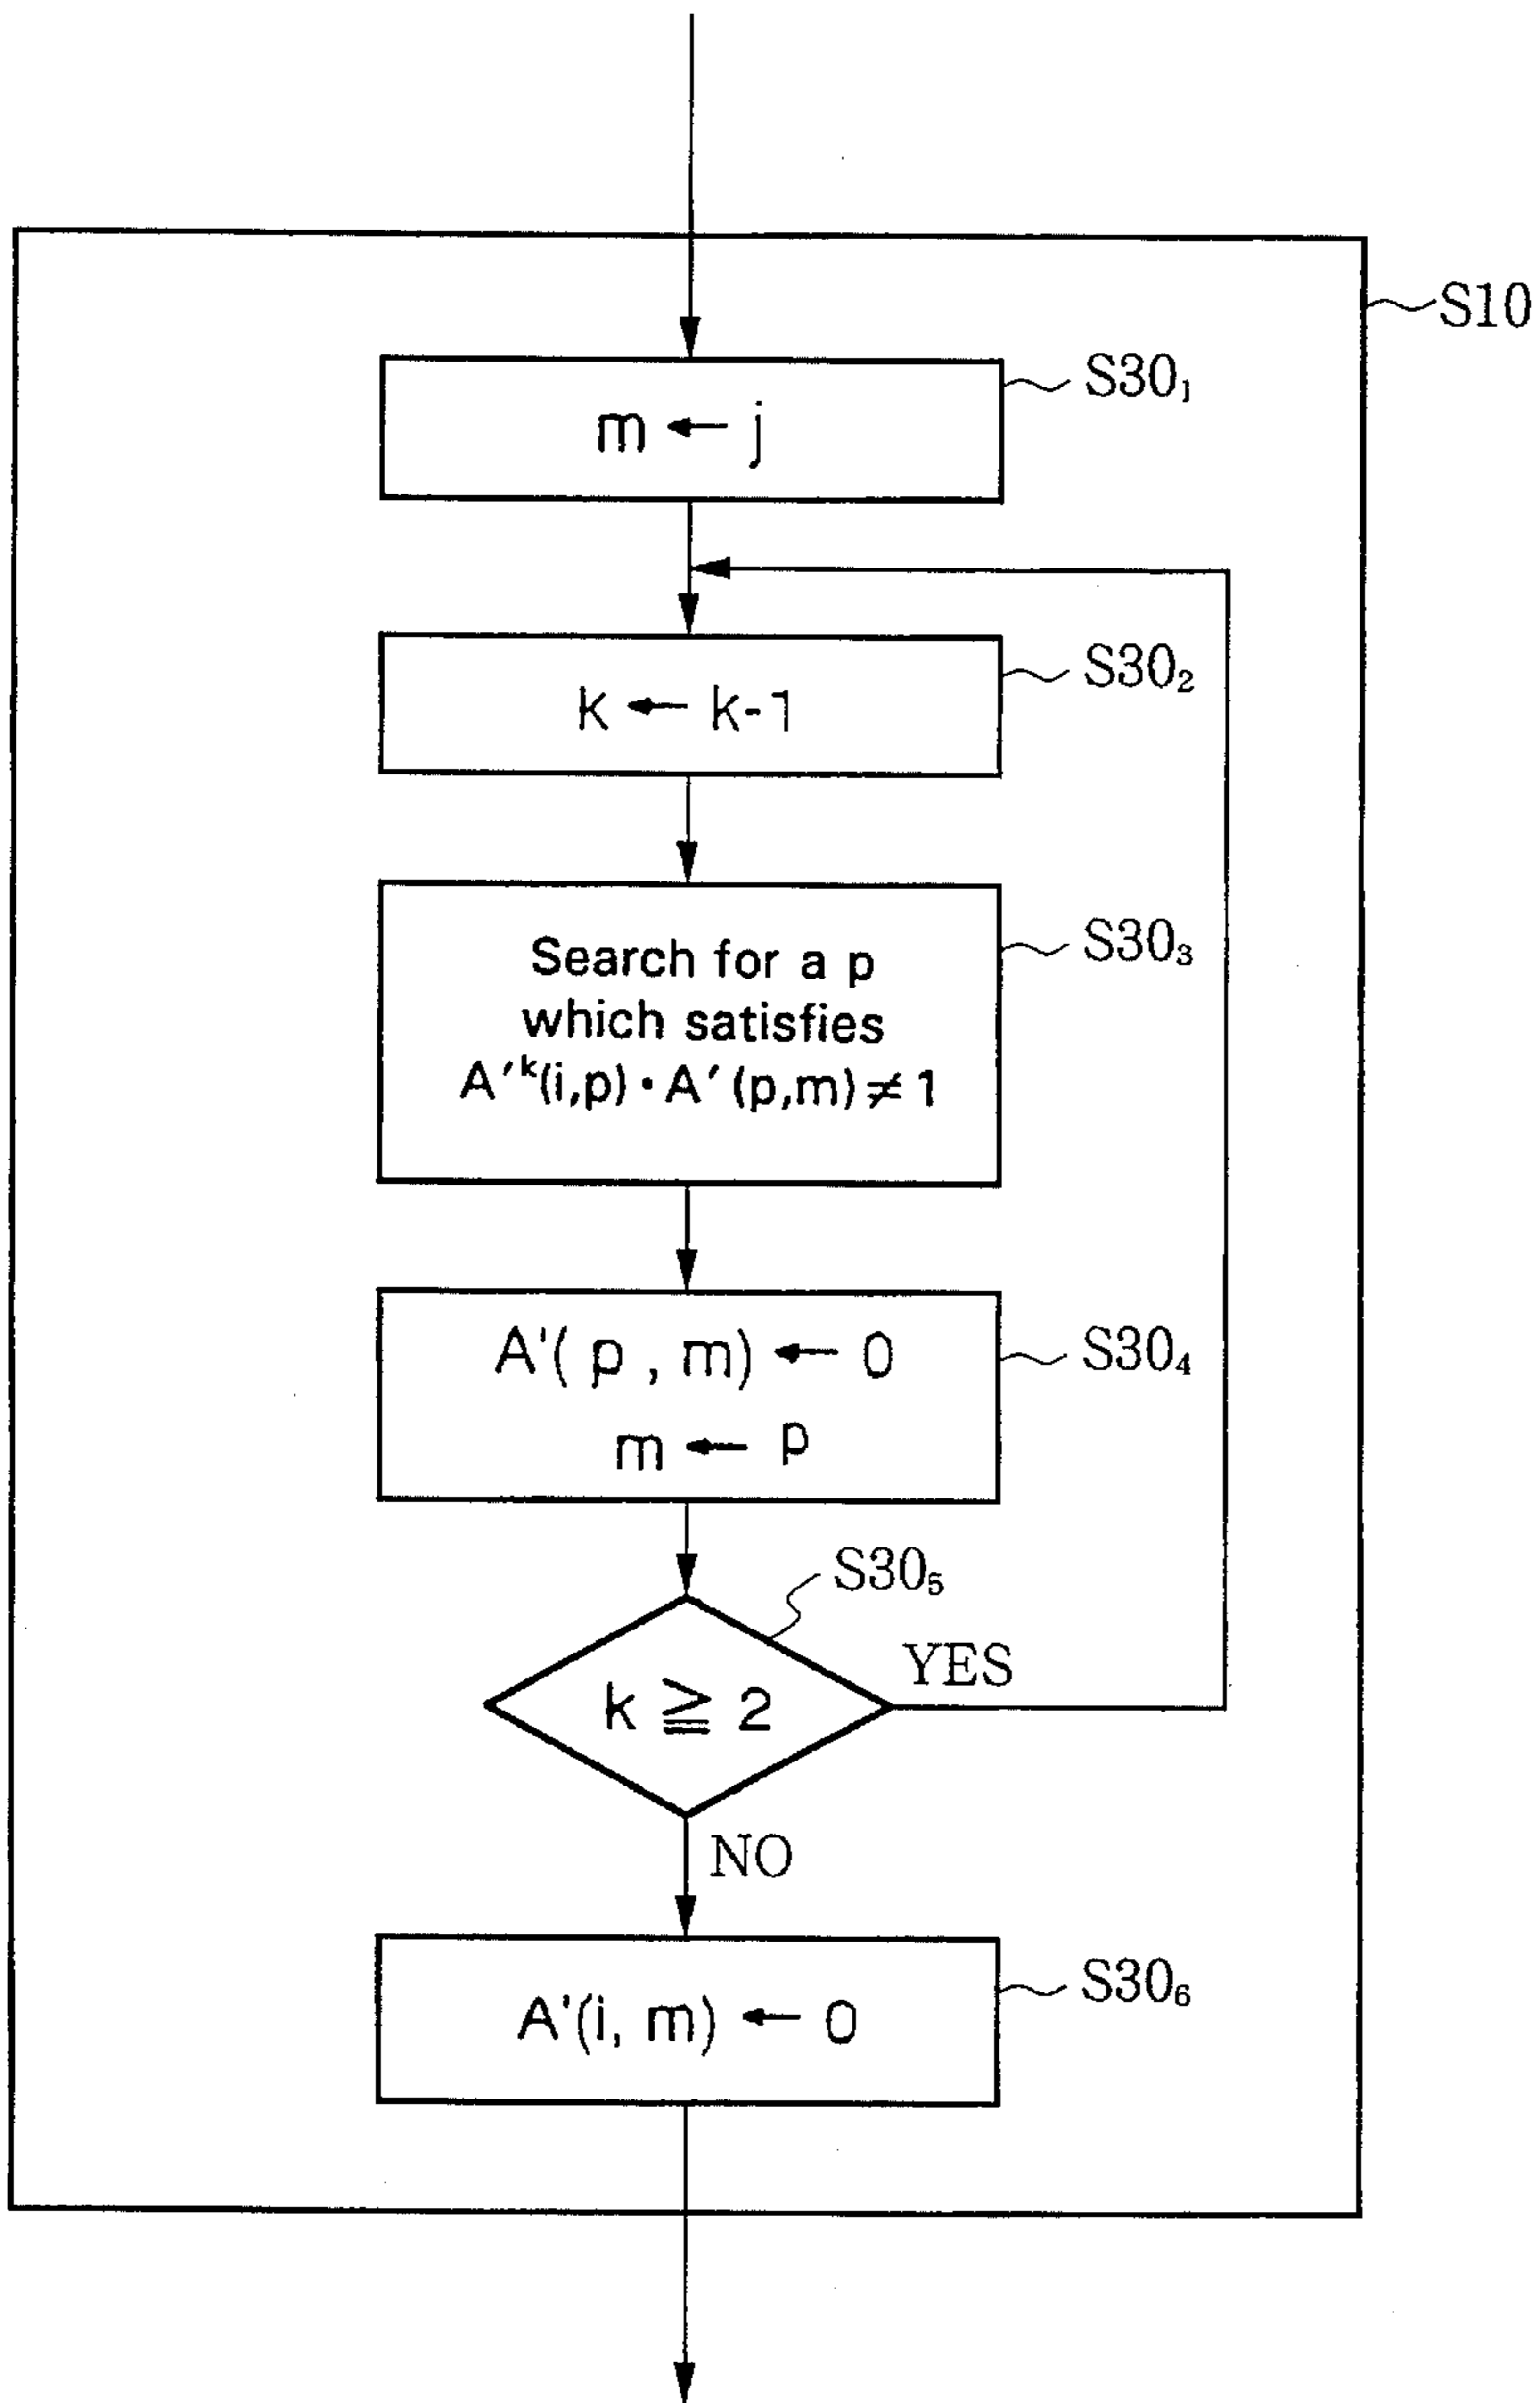 S10
S30₁
m ← j
S30₂
k ← k-1
S30₃
Search for a p
which satisfies
A′ᵏ(i,p) · A′(p,m) ≠ 1
S30₄
A'( p , m) ← 0
m ← p
S30₅
YES
k ≧ 2
NO
S30₆
A'(i, m) ← 0